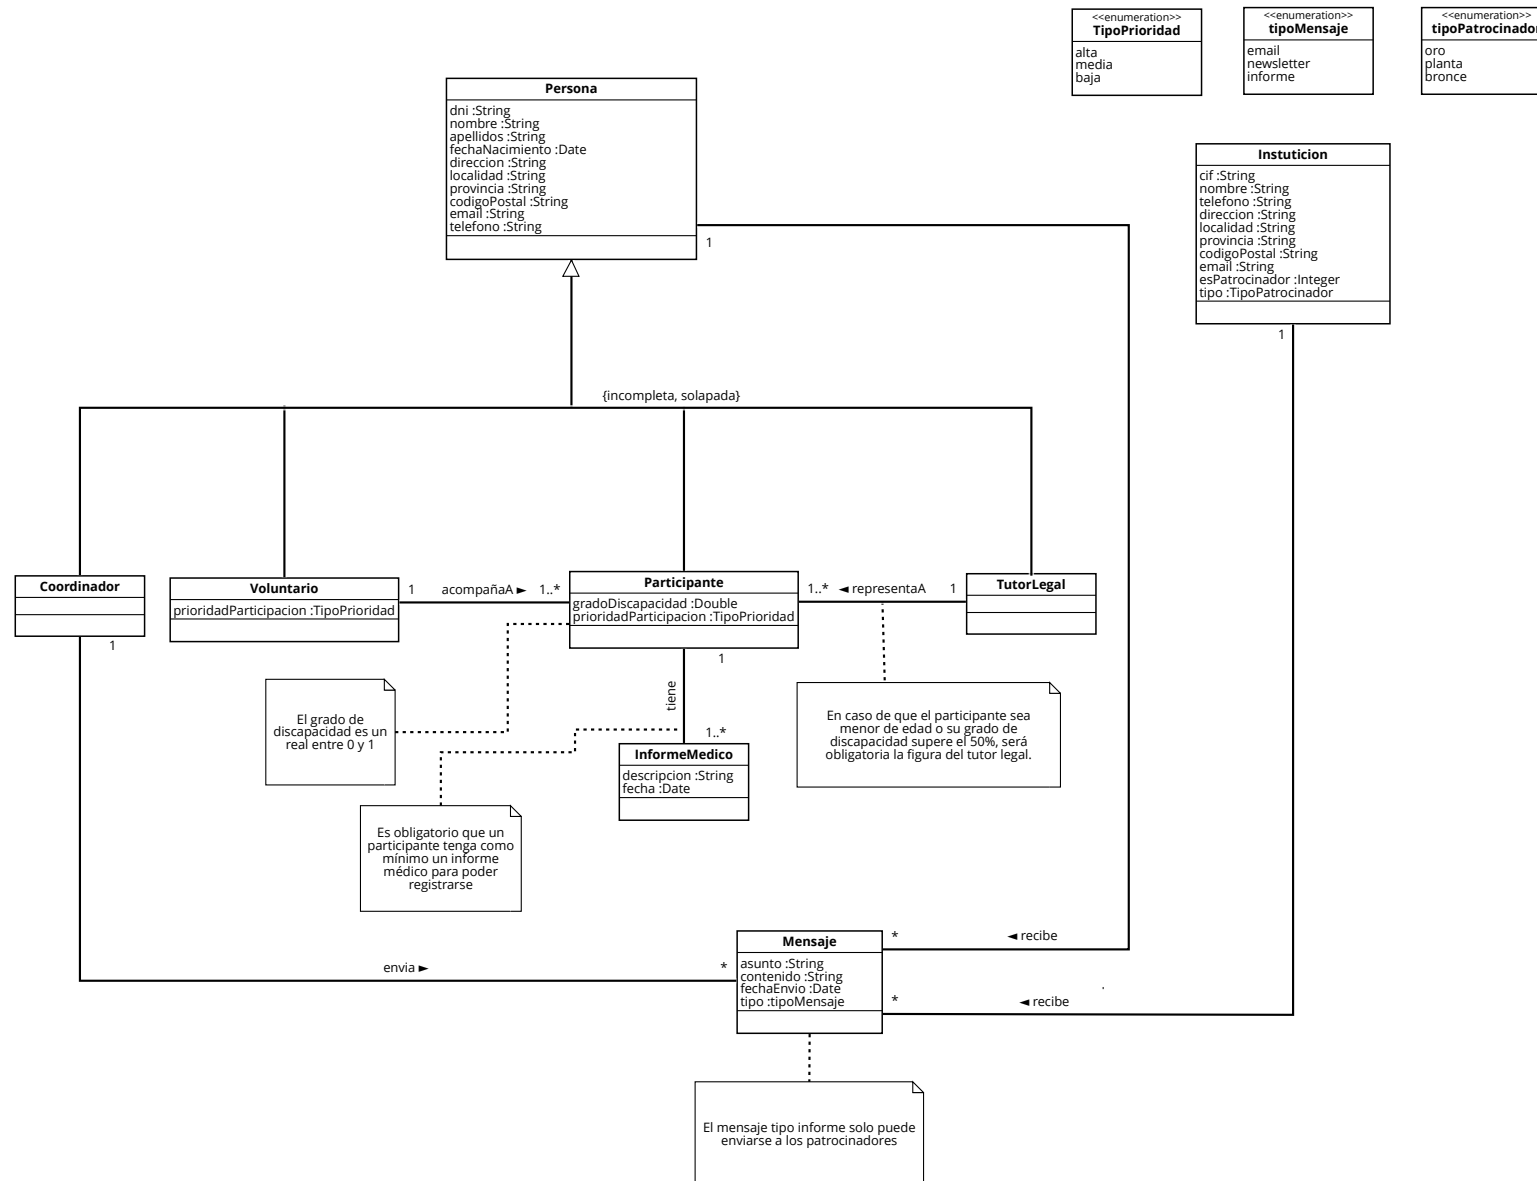 <<enumeration>>
TipoPrioridad
alta
media
baja
<<enumeration>>
tipoMensaje
email
newsletter
informe
<<enumeration>>
tipoPatrocinador
oro
planta
bronce
Persona
dni :String
nombre :String
apellidos :String
fechaNacimiento :Date
direccion :String
localidad :String
provincia :String
codigoPostal :String
email :String
telefono :String
1
Instuticion
cif :String
nombre :String
telefono :String
direccion :String
localidad :String
provincia :String
codigoPostal :String
email :String
esPatrocinador :Integer
tipo :TipoPatrocinador
1
{incompleta, solapada}
Coordinador
1
Voluntario
prioridadParticipacion :TipoPrioridad
1 acompañaA ► 1..*
Participante
gradoDiscapacidad :Double
prioridadParticipacion :TipoPrioridad
1
1..* ◄ representaA 1
TutorLegal
El grado de
discapacidad es un
real entre 0 y 1
tiene
1..*
En caso de que el participante sea
menor de edad o su grado de
discapacidad supere el 50%, será
obligatoria la figura del tutor legal.
InformeMedico
descripcion :String
fecha :Date
Es obligatorio que un
participante tenga como
mínimo un informe
médico para poder
registrarse
envia ► *
Mensaje
asunto :String
contenido :String
fechaEnvio :Date
tipo :tipoMensaje
* ◄ recibe
* ◄ recibe
.
El mensaje tipo informe solo puede
enviarse a los patrocinadores